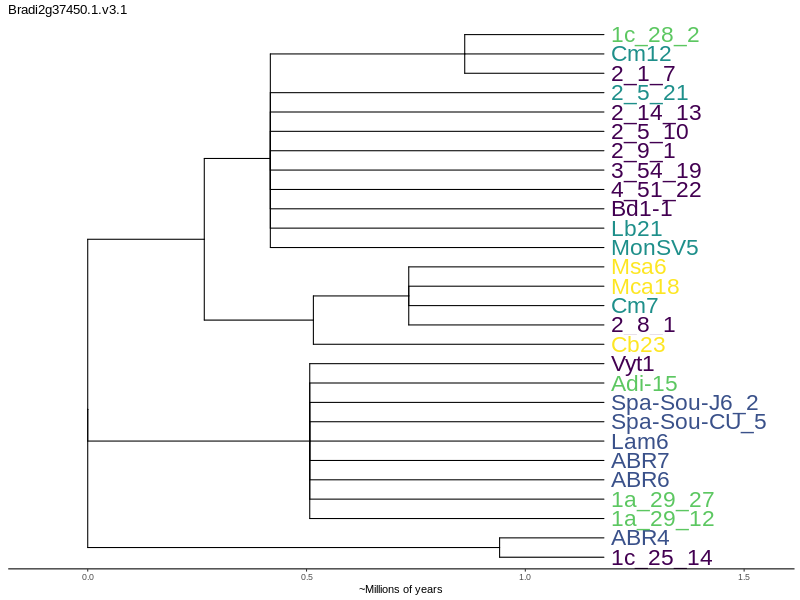 Bradi2g37450.1.v3.1
1c_28_2
Cm12
2_1_7
2_5_21
2_14_13
2_5_10
2_9_1
3_54_19
4_51_22
Bd1-1
Lb21
MonSV5
Msa6
Mca18
Cm7
2_8_1
Cb23
Vyt1
Adi-15
Spa-Sou-J6_2
Spa-Sou-CU_5
Lam6
ABR7
ABR6
1a_29_27
1a_29_12
ABR4
1c_25_14
0.0 0.5 1.0 1.5
~Millions of years